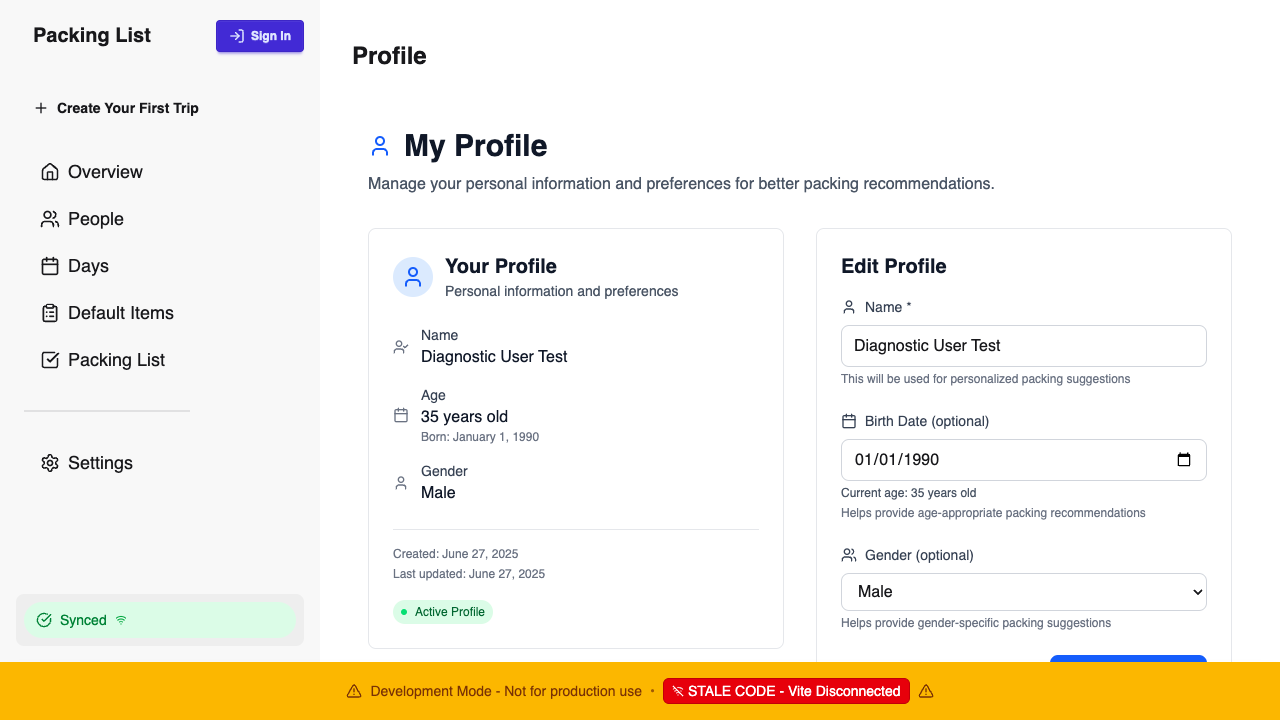 Packing List
Sign In
Create Your First Trip
Overview
People
Days
Default Items
Packing List
Settings
Synced
Profile
My Profile
Manage your personal information and preferences for better packing recommendations.
Your Profile
Personal information and preferences
Name
Diagnostic User Test
Age
35 years old
Born: January 1, 1990
Gender
Male
Created: June 27, 2025
Last updated: June 27, 2025
Active Profile
Edit Profile
Name *
Diagnostic User Test
This will be used for personalized packing suggestions
Birth Date (optional)
01/01/1990
Current age: 35 years old
Helps provide age-appropriate packing recommendations
Gender (optional)
Male
Helps provide gender-specific packing suggestions
Development Mode - Not for production use • STALE CODE - Vite Disconnected